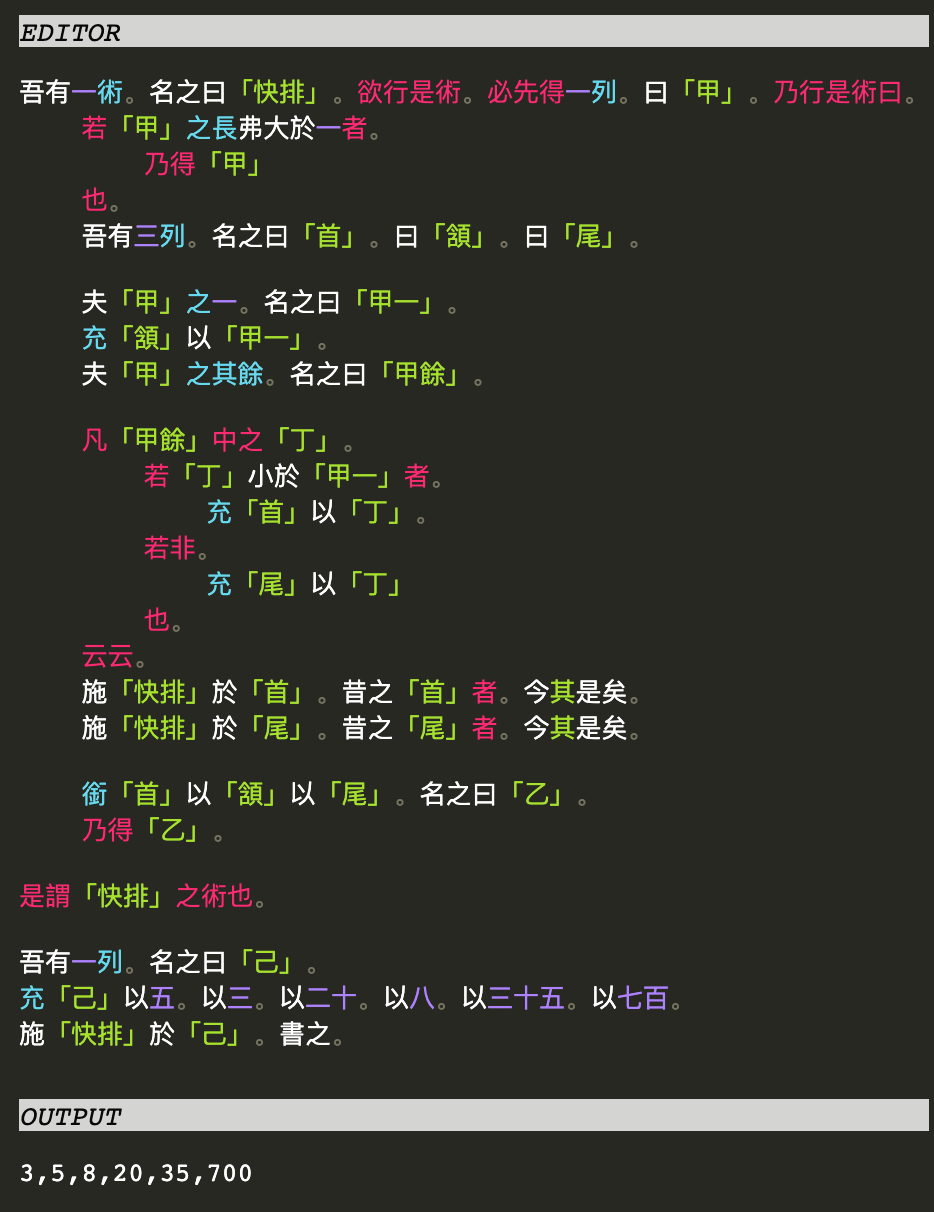 EDITOR
吾有一術。名之曰「快排」。欲行是術。必先得一列。曰「甲」。乃行是術曰。
若「甲」之長弗大於一者。
乃得「甲」
也。
吾有三列。名之曰「首」。曰「頷」。曰「尾」。
夫「甲」之一。名之曰「甲一」。
充「頷」以「甲一」。
夫「甲」之其餘。名之曰「甲餘」。
凡「甲餘」中之「丁」。
若「丁」小於「甲一」者。
充「首」以「丁」。
若非。
充「尾」以「丁」
也。
云云。
施「快排」於「首」。昔之「首」者。今其是矣。
施「快排」於「尾」。昔之「尾」者。今其是矣。
銜「首」以「頷」以「尾」。名之曰「乙」。
乃得「乙」。
是謂「快排」之術也。
吾有一列。名之曰「己」。
充「己」以五。以三。以二十。以八。以三十五。以七百。
施「快排」於「己」。書之。
OUTPUT
3,5,8,20,35,700